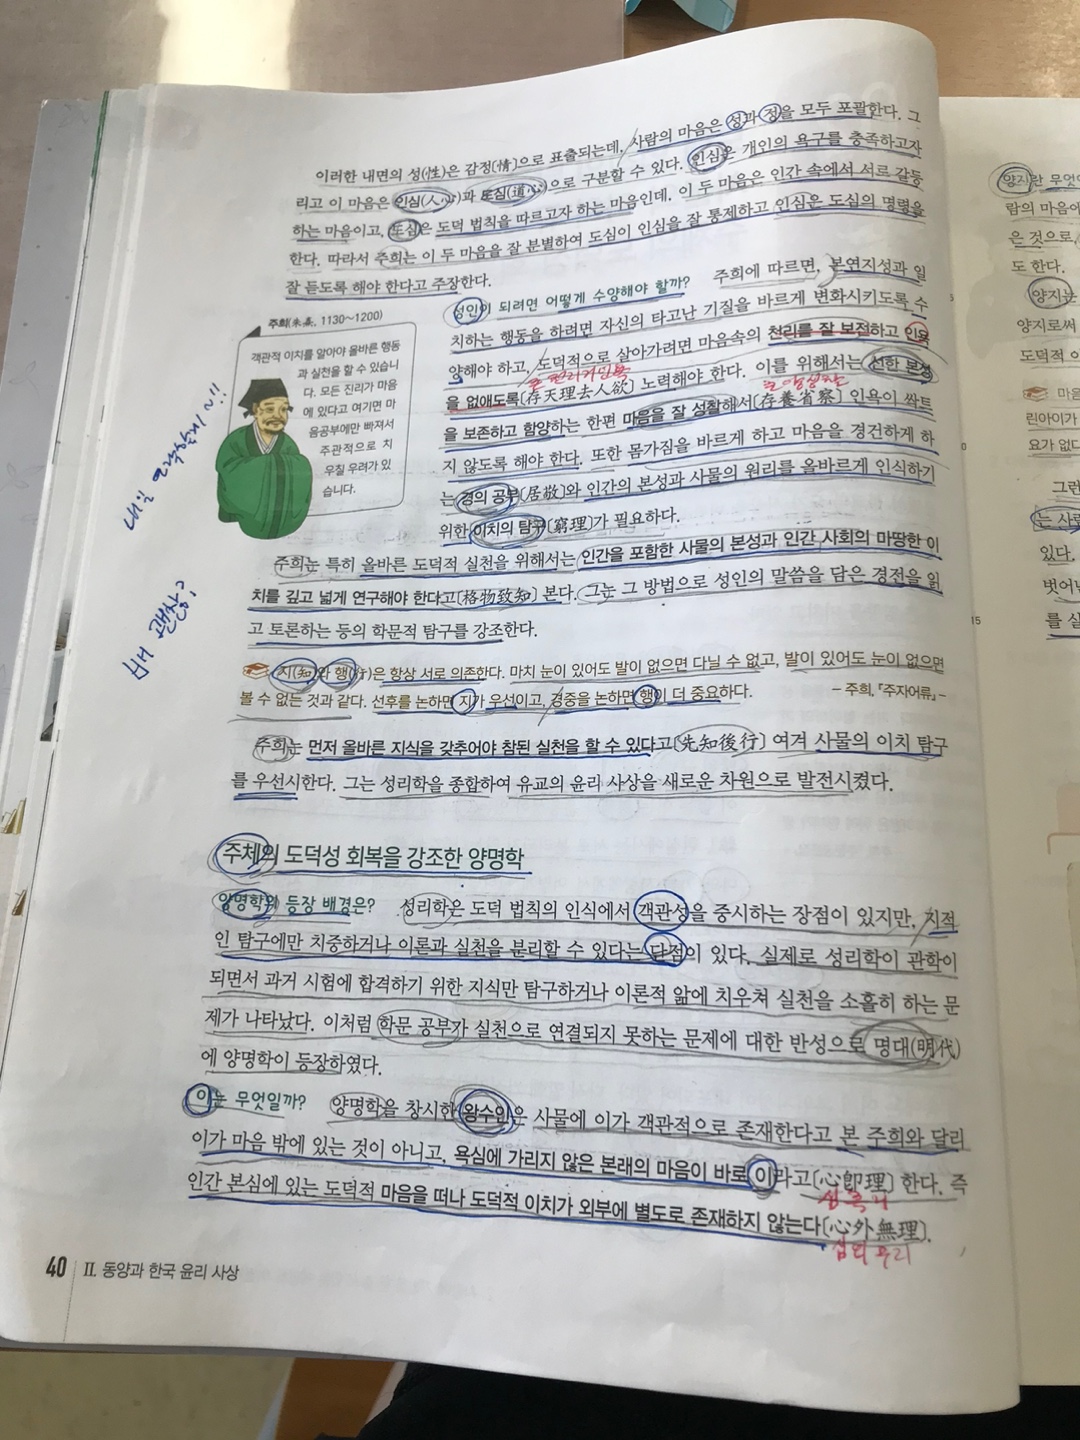 이러한 내면의 성(性)은 감정(情)으로 표출되는데, 사람의 마음은 성과 정을 모두 포괄한다. 그
리고 이 마음은 인심(人心)과 도심(道心)으로 구분할 수 있다. 인심은 개인의 욕구를 충족하고자
하는 마음이고, 도심은 도덕 법칙을 따르고자 하는 마음인데, 이 두 마음은 인간 속에서 서로 갈등
한다. 따라서 주희는 이 두 마음을 잘 분별하여 도심이 인심을 잘 통제하고 인심은 도심의 명령을
잘 듣도록 해야 한다고 주장한다.
주희(朱熹, 1130~1200)
객관적 이치를 알아야 올바른 행동
과 실천을 할 수 있습니
다. 모든 진리가 마음
에 있다고 여기면 마
음공부에만 빠져서
주관적으로 치
우칠 우려가 있
습니다.
성인이 되려면 어떻게 수양해야 할까? 주희에 따르면, 본연지성과 일
치하는 행동을 하려면 자신의 타고난 기질을 바르게 변화시키도록 수
양해야 하고, 도덕적으로 살아가려면 마음속의 천리를 잘 보전하고 인욕
존천리거인욕
을 없애도록[存天理去人欲] 노력해야 한다. 이를 위해서는 선한 본성
존양성찰
을 보존하고 함양하는 한편 마음을 잘 성찰해서[存養省察] 인욕이 싹트
지 않도록 해야 한다. 또한 몸가짐을 바르게 하고 마음을 경건하게 하
는 경의 공부[居敬]와 인간의 본성과 사물의 원리를 올바르게 인식하기
위한 이치의 탐구[窮理]가 필요하다.
주희는 특히 올바른 도덕적 실천을 위해서는 인간을 포함한 사물의 본성과 인간 사회의 마땅한 이
치를 깊고 넓게 연구해야 한다고[格物致知] 본다. 그는 그 방법으로 성인의 말씀을 담은 경전을 읽
고 토론하는 등의 학문적 탐구를 강조한다.
지(知)와 행(行)은 항상 서로 의존한다. 마치 눈이 있어도 발이 없으면 다닐 수 없고, 발이 있어도 눈이 없으면
볼 수 없는 것과 같다. 선후를 논하면 지가 우선이고, 경중을 논하면 행이 더 중요하다.
- 주희, 『주자어류』 -
주희는 먼저 올바른 지식을 갖추어야 참된 실천을 할 수 있다고[先知後行] 여겨 사물의 이치 탐구
를 우선시한다. 그는 성리학을 종합하여 유교의 윤리 사상을 새로운 차원으로 발전시켰다.
주체의 도덕성 회복을 강조한 양명학
양명학의 등장 배경은? 성리학은 도덕 법칙의 인식에서 객관성을 중시하는 장점이 있지만, 지적
인 탐구에만 치중하거나 이론과 실천을 분리할 수 있다는 단점이 있다. 실제로 성리학이 관학이
되면서 과거 시험에 합격하기 위한 지식만 탐구하거나 이론적 앎에 치우쳐 실천을 소홀히 하는 문
제가 나타났다. 이처럼 학문 공부가 실천으로 연결되지 못하는 문제에 대한 반성으로 명대(明代)
에 양명학이 등장하였다.
이는 무엇일까? 양명학을 창시한 왕수인은 사물에 이가 객관적으로 존재한다고 본 주희와 달리
이가 마음 밖에 있는 것이 아니고, 욕심에 가리지 않은 본래의 마음이 바로 이라고[心卽理] 한다. 즉
심즉리
인간 본심에 있는 도덕적 마음을 떠나 도덕적 이치가 외부에 별도로 존재하지 않는다[心外無理].
심외무리
40 Ⅱ. 동양과 한국 윤리 사상
양지란 무엇
람의 마음에
은 것으로,
도 한다.
양지는
양지로써
도덕적
마음
린아이가
요가 없다
그런
는 사람
있다.
벗어나
15
를 실